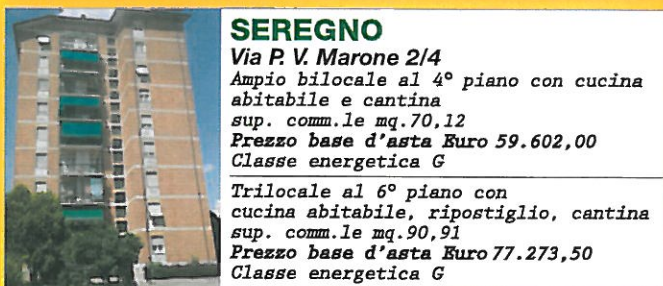 SEREGNO
Via P. V. Marone 2/4
Ampio bilocale al 4° piano con cucina
abitabile e cantina
sup. comm.le mq.70,12
Prezzo base d'asta Euro 59.602,00
Classe energetica G
Trilocale al 6° piano con
cucina abitabile, ripostiglio, cantina
sup. comm.le mq.90,91
Prezzo base d'asta Euro 77.273,50
Classe energetica G